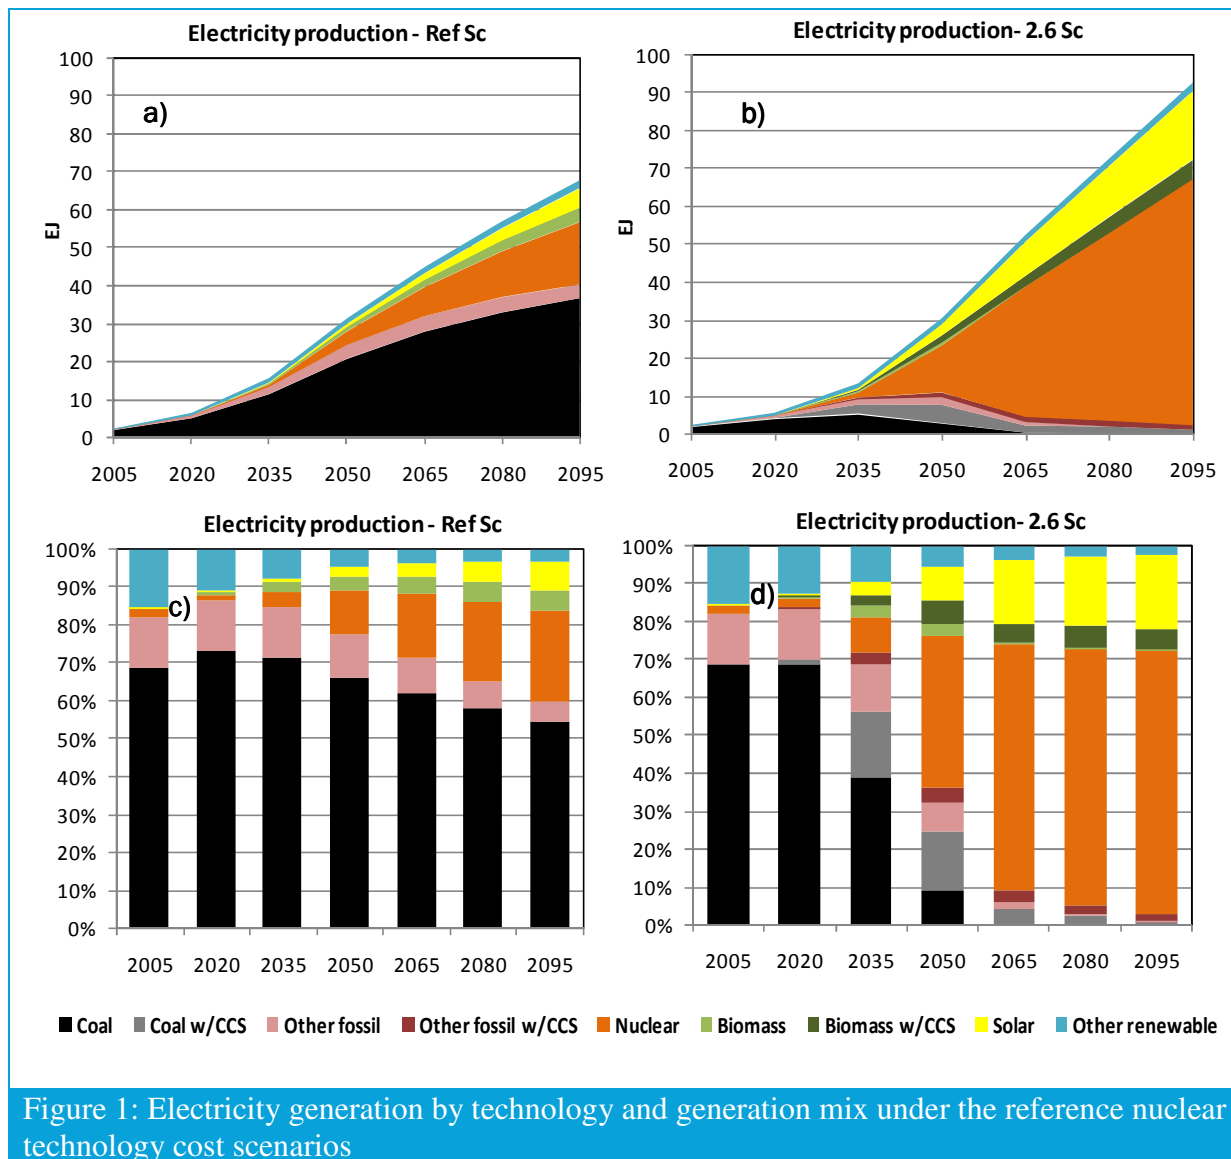 Electricity production - Ref Sc
a)
EJ
100
90
80
70
60
50
40
30
20
10
0
2005 2020 2035 2050 2065 2080 2095
Electricity production- 2.6 Sc
b)
EJ
100
90
80
70
60
50
40
30
20
10
0
2005 2020 2035 2050 2065 2080 2095
Electricity production - Ref Sc
c)
100%
90%
80%
70%
60%
50%
40%
30%
20%
10%
0%
2005 2020 2035 2050 2065 2080 2095
Electricity production- 2.6 Sc
d)
100%
90%
80%
70%
60%
50%
40%
30%
20%
10%
0%
2005 2020 2035 2050 2065 2080 2095
Coal Coal w/CCS Other fossil Other fossil w/CCS Nuclear Biomass Biomass w/CCS Solar Other renewable
Figure 1: Electricity generation by technology and generation mix under the reference nuclear
technology cost scenarios